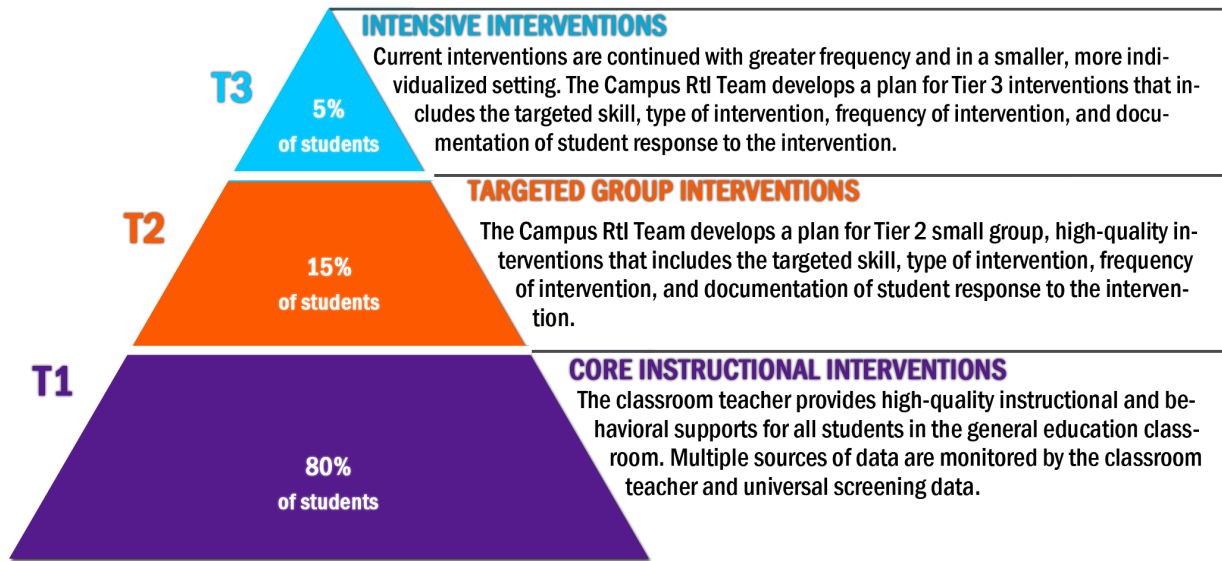 INTENSIVE INTERVENTIONS
Current interventions are continued with greater frequency and in a smaller, more indi-
vidualized setting. The Campus RtI Team develops a plan for Tier 3 interventions that in-
cludes the targeted skill, type of intervention, frequency of intervention, and docu-
mentation of student response to the intervention.
T3
5%
of students
TARGETED GROUP INTERVENTIONS
The Campus RtI Team develops a plan for Tier 2 small group, high-quality in-
terventions that includes the targeted skill, type of intervention, frequency
of intervention, and documentation of student response to the interven-
tion.
T2
15%
of students
CORE INSTRUCTIONAL INTERVENTIONS
The classroom teacher provides high-quality instructional and be-
havioral supports for all students in the general education class-
room. Multiple sources of data are monitored by the classroom
teacher and universal screening data.
T1
80%
of students